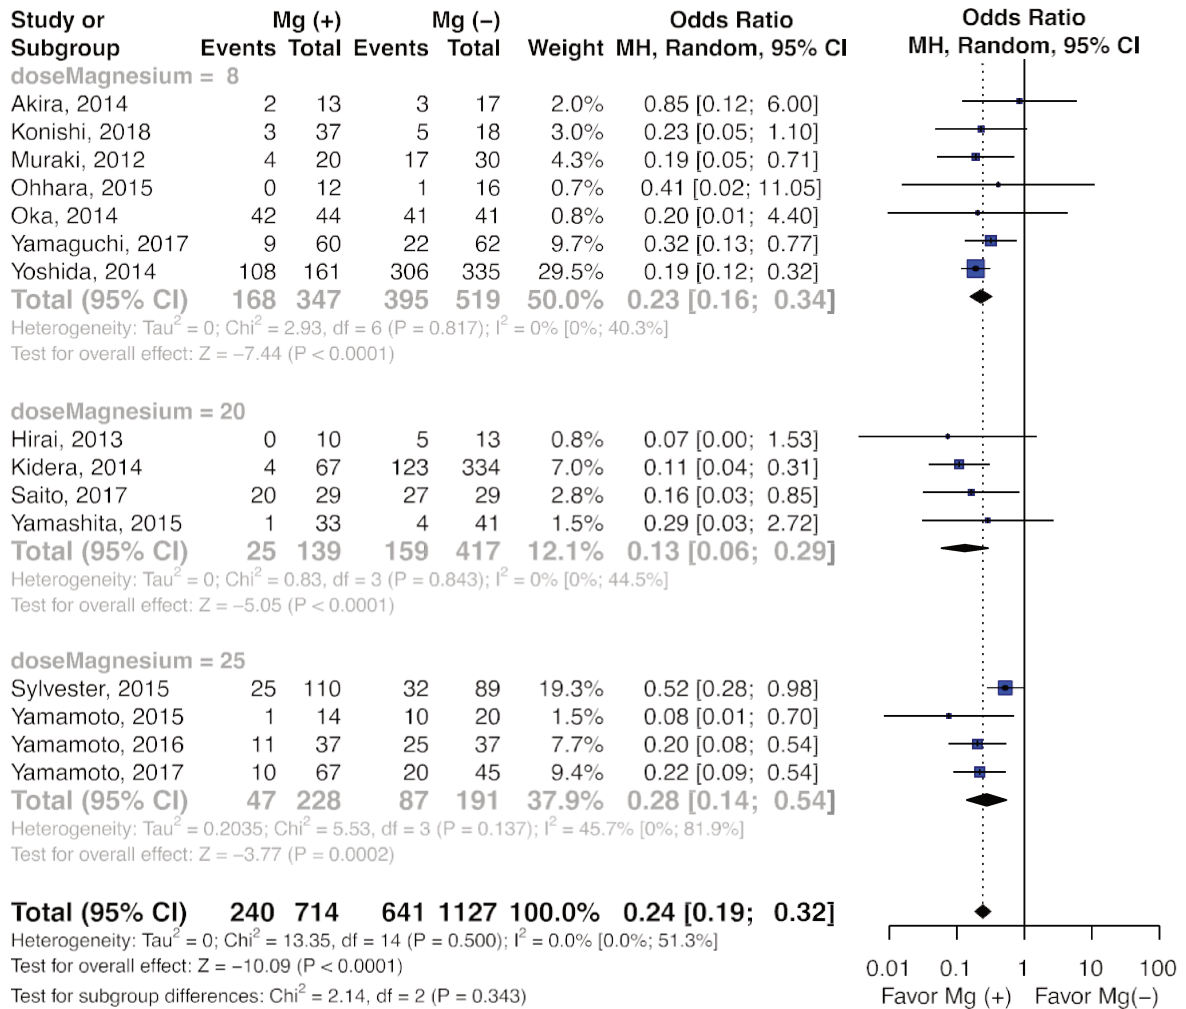 Study or Mg (+) Mg (−) Odds Ratio Odds Ratio
Subgroup Events Total Events Total Weight MH, Random, 95% CI MH, Random, 95% CI
doseMagnesium = 8
Akira, 2014 2 13 3 17 2.0% 0.85 [0.12; 6.00]
Konishi, 2018 3 37 5 18 3.0% 0.23 [0.05; 1.10]
Muraki, 2012 4 20 17 30 4.3% 0.19 [0.05; 0.71]
Ohhara, 2015 0 12 1 16 0.7% 0.41 [0.02; 11.05]
Oka, 2014 42 44 41 41 0.8% 0.20 [0.01; 4.40]
Yamaguchi, 2017 9 60 22 62 9.7% 0.32 [0.13; 0.77]
Yoshida, 2014 108 161 306 335 29.5% 0.19 [0.12; 0.32]
Total (95% CI) 168 347 395 519 50.0% 0.23 [0.16; 0.34]
Heterogeneity: Tau² = 0; Chi² = 2.93, df = 6 (P = 0.817); I² = 0% [0%; 40.3%]
Test for overall effect: Z = −7.44 (P < 0.0001)
doseMagnesium = 20
Hirai, 2013 0 10 5 13 0.8% 0.07 [0.00; 1.53]
Kidera, 2014 4 67 123 334 7.0% 0.11 [0.04; 0.31]
Saito, 2017 20 29 27 29 2.8% 0.16 [0.03; 0.85]
Yamashita, 2015 1 33 4 41 1.5% 0.29 [0.03; 2.72]
Total (95% CI) 25 139 159 417 12.1% 0.13 [0.06; 0.29]
Heterogeneity: Tau² = 0; Chi² = 0.83, df = 3 (P = 0.843); I² = 0% [0%; 44.5%]
Test for overall effect: Z = −5.05 (P < 0.0001)
doseMagnesium = 25
Sylvester, 2015 25 110 32 89 19.3% 0.52 [0.28; 0.98]
Yamamoto, 2015 1 14 10 20 1.5% 0.08 [0.01; 0.70]
Yamamoto, 2016 11 37 25 37 7.7% 0.20 [0.08; 0.54]
Yamamoto, 2017 10 67 20 45 9.4% 0.22 [0.09; 0.54]
Total (95% CI) 47 228 87 191 37.9% 0.28 [0.14; 0.54]
Heterogeneity: Tau² = 0.2035; Chi² = 5.53, df = 3 (P = 0.137); I² = 45.7% [0%; 81.9%]
Test for overall effect: Z = −3.77 (P = 0.0002)
Total (95% CI) 240 714 641 1127 100.0% 0.24 [0.19; 0.32]
Heterogeneity: Tau² = 0; Chi² = 13.35, df = 14 (P = 0.500); I² = 0.0% [0.0%; 51.3%]
Test for overall effect: Z = −10.09 (P < 0.0001)
Test for subgroup differences: Chi² = 2.14, df = 2 (P = 0.343)
0.01 0.1 1 10 100
Favor Mg (+) Favor Mg(−)